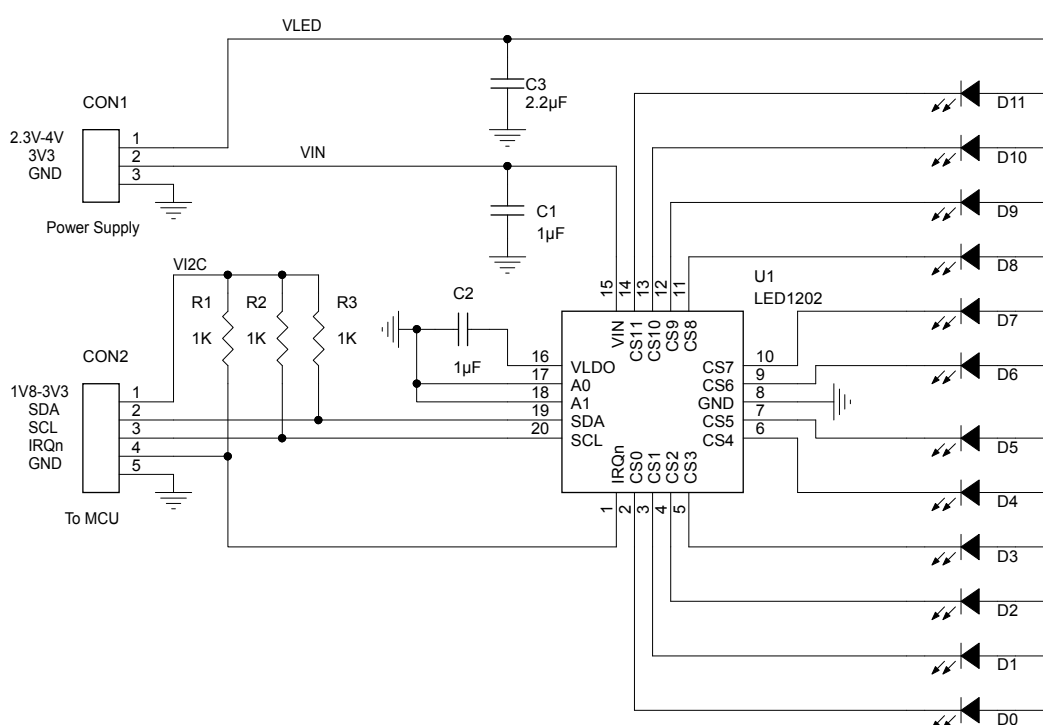 VLED
C3
2.2µF
D11
CON1
2.3V-4V
3V3
GND
1
2
3
Power Supply
VIN
D10
C1
1µF
D9
VI2C
D8
R1
1K
R2
1K
R3
1K
C2
1µF
15
14
13
12
11
U1
LED1202
VIN
CS11
CS10
CS9
CS8
D7
16
17
18
19
20
VLDO
A0
A1
SDA
SCL
CS7
CS6
GND
CS5
CS4
10
9
8
7
6
D6
CON2
1V8-3V3
SDA
SCL
IRQn
GND
1
2
3
4
5
To MCU
D5
IRQn
CS0
CS1
CS2
CS3
1
2
3
4
5
D4
D3
D2
D1
D0